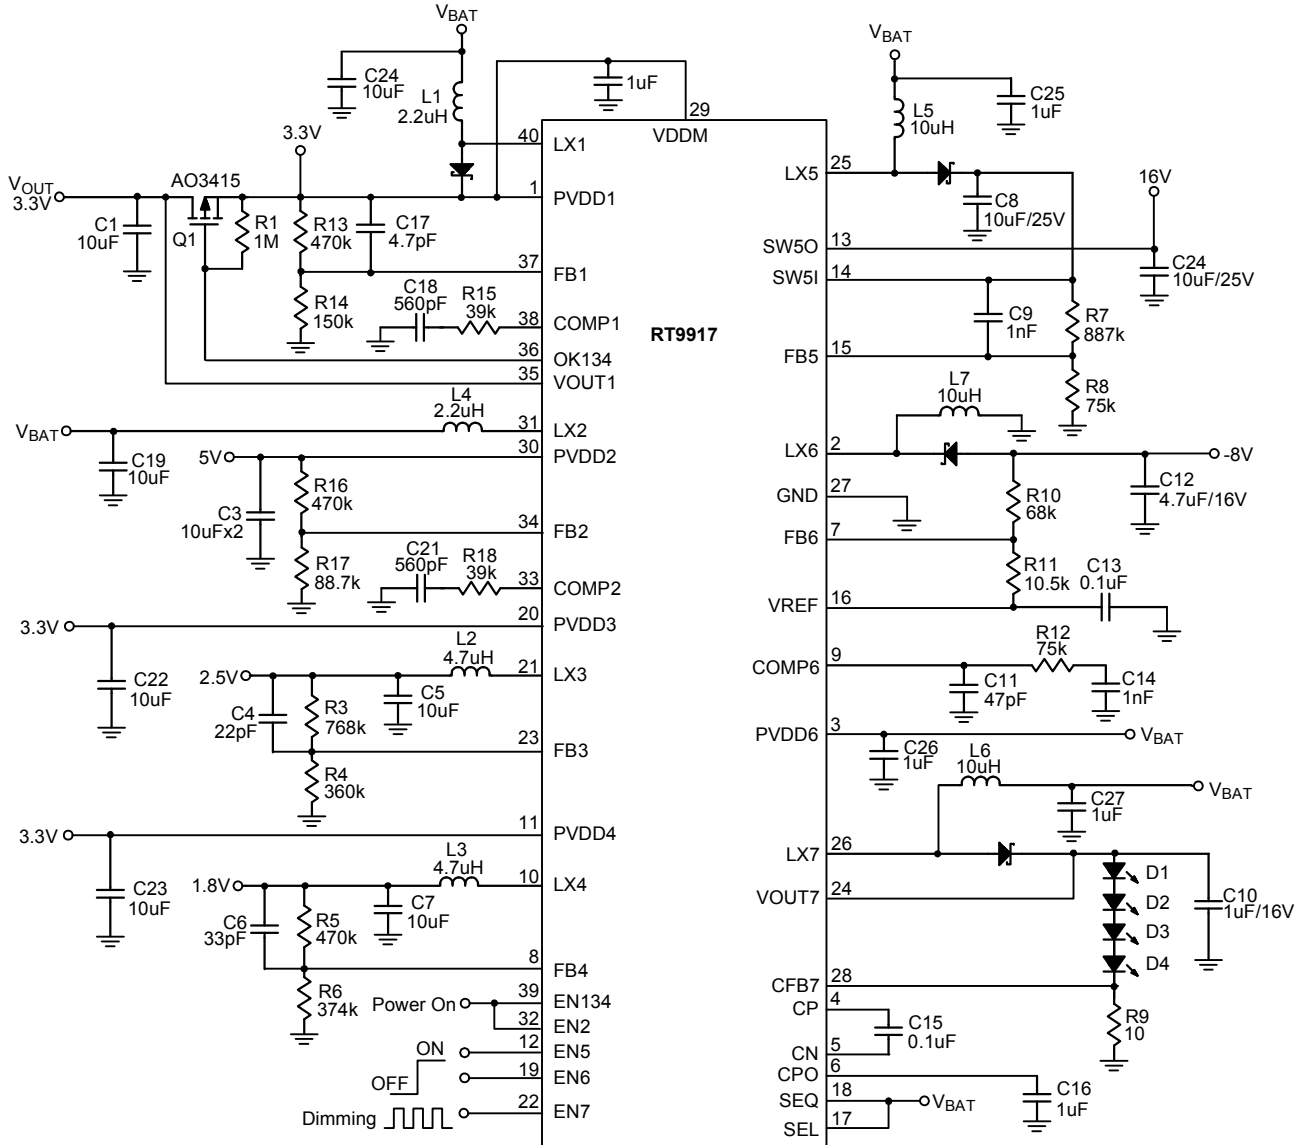 VBAT
C24
10uF
L1
2.2uH
1uF
29
VDDM
40
LX1
3.3V
VOUT
3.3V
AO3415
Q1
C1
10uF
R1
1M
R13
470k
C17
4.7pF
1
PVDD1
37
FB1
R14
150k
C18
560pF
R15
39k
38
COMP1
36
OK134
35
VOUT1
L4
2.2uH
VBAT
31
LX2
C19
10uF
5V
30
PVDD2
C3
10uFx2
R16
470k
34
FB2
R17
88.7k
C21
560pF
R18
39k
33
COMP2
3.3V
20
PVDD3
C22
10uF
L2
4.7uH
2.5V
21
LX3
C4
22pF
R3
768k
C5
10uF
23
FB3
R4
360k
3.3V
11
PVDD4
C23
10uF
L3
4.7uH
1.8V
10
LX4
C6
33pF
R5
470k
C7
10uF
8
FB4
R6
374k
Power On
39
EN134
32
EN2
ON
OFF
12
EN5
19
EN6
Dimming
22
EN7
RT9917
VBAT
L5
10uH
C25
1uF
LX5
25
C8
10uF/25V
16V
SW5O
13
C24
10uF/25V
SW5I
14
C9
1nF
R7
887k
FB5
15
R8
75k
L7
10uH
LX6
2
-8V
C12
4.7uF/16V
GND
27
R10
68k
FB6
7
R11
10.5k
C13
0.1uF
VREF
16
COMP6
9
R12
75k
C11
47pF
C14
1nF
PVDD6
3
VBAT
C26
1uF
L6
10uH
VBAT
C27
1uF
LX7
26
VOUT7
24
D1
D2
D3
D4
C10
1uF/16V
CFB7
28
R9
10
CP
4
C15
0.1uF
CN
5
CPO
6
C16
1uF
SEQ
18
VBAT
SEL
17